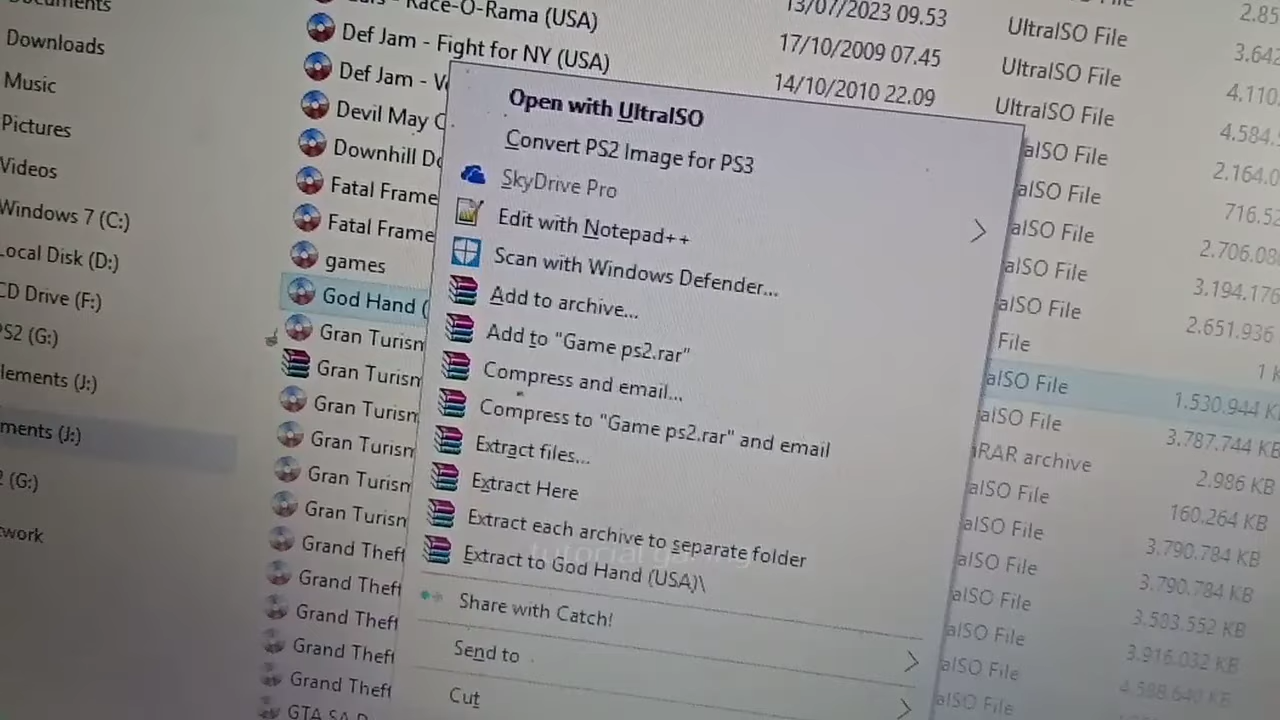 Downloads
Music
Pictures
Videos
Windows 7 (C:)
Local Disk (D:)
CD Drive (F:)
PS2 (G:)
lements (J:)
ments (J:)
(G:)
work
Race-O-Rama (USA)
Def Jam - Fight for NY (USA)
Def Jam -
Devil May
Downhill
Fatal Frame
Fatal Frame
games
God Hand (
Gran Turism
Gran Turism
Gran Turism
Gran Turism
Gran Turism
Gran Turism
Grand Theft
Grand Theft
Grand Theft
Grand Theft
Grand Theft
GTA SA
13/07/2023 09.53
17/10/2009 07.45
14/10/2010 22.09
Open with UltraISO
Convert PS2 Image for PS3
SkyDrive Pro
Edit with Notepad++
Scan with Windows Defender...
Add to archive...
Add to "Game ps2.rar"
Compress and email...
Compress to "Game ps2.rar" and email
Extract files...
Extract Here
Extract each archive to separate folder
Extract to God Hand (USA)\
Share with Catch!
Send to
Cut
tutorial gaming
UltraISO File
UltraISO File
UltraISO File
alSO File
alSO File
alSO File
alSO File
alSO File
File
alSO File
alSO File
RAR archive
alSO File
alSO File
alSO File
alSO File
alSO File
alSO File
alSO File
2.85
3.642
4.110
4.584.
2.164.0
716.52
2.706.08
3.194.176
2.651.936
1 K
1.530.944 K
3.787.744 KB
2.986 KB
160.264 KB
3.790.784 KB
3.790.784 KB
3.583.552 KB
3.916.032 KB
4.588.640 KB